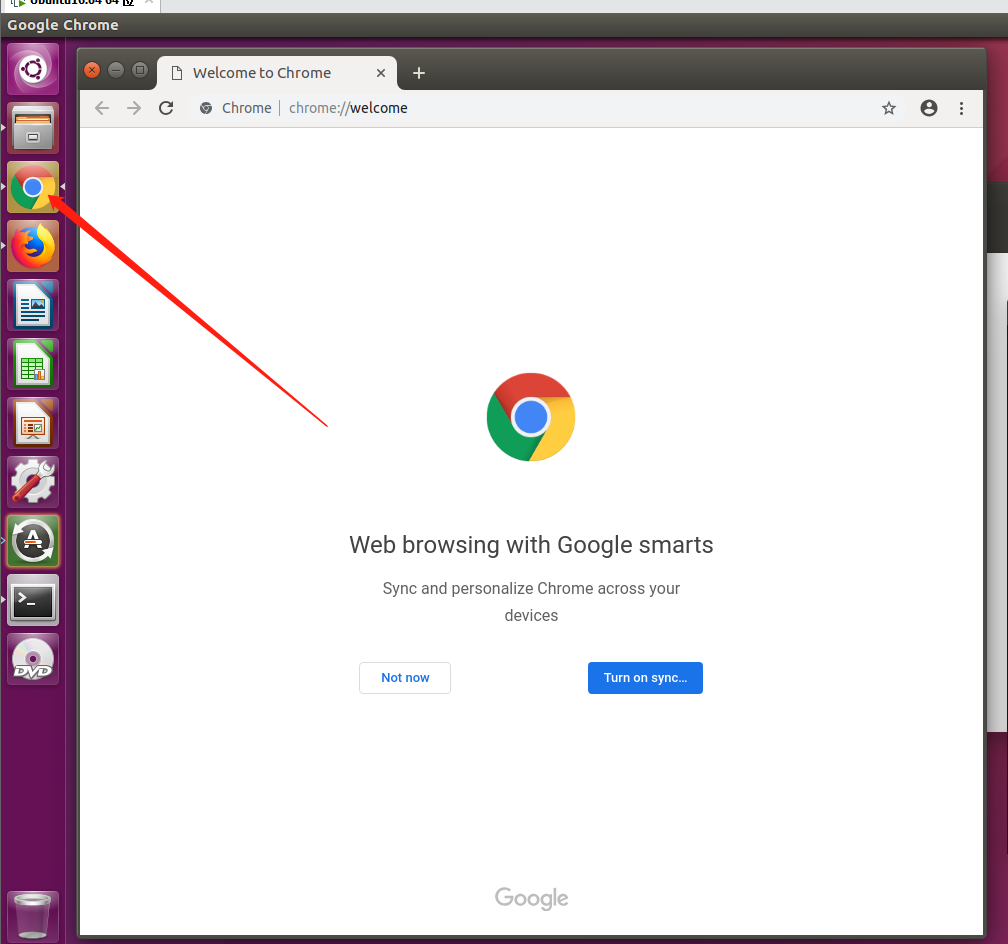 Ubuntu16.04 64 位
Google Chrome
Welcome to Chrome
Chrome | chrome://welcome
Web browsing with Google smarts
Sync and personalize Chrome across your
devices
Not now
Turn on sync...
Google
>_
DVD